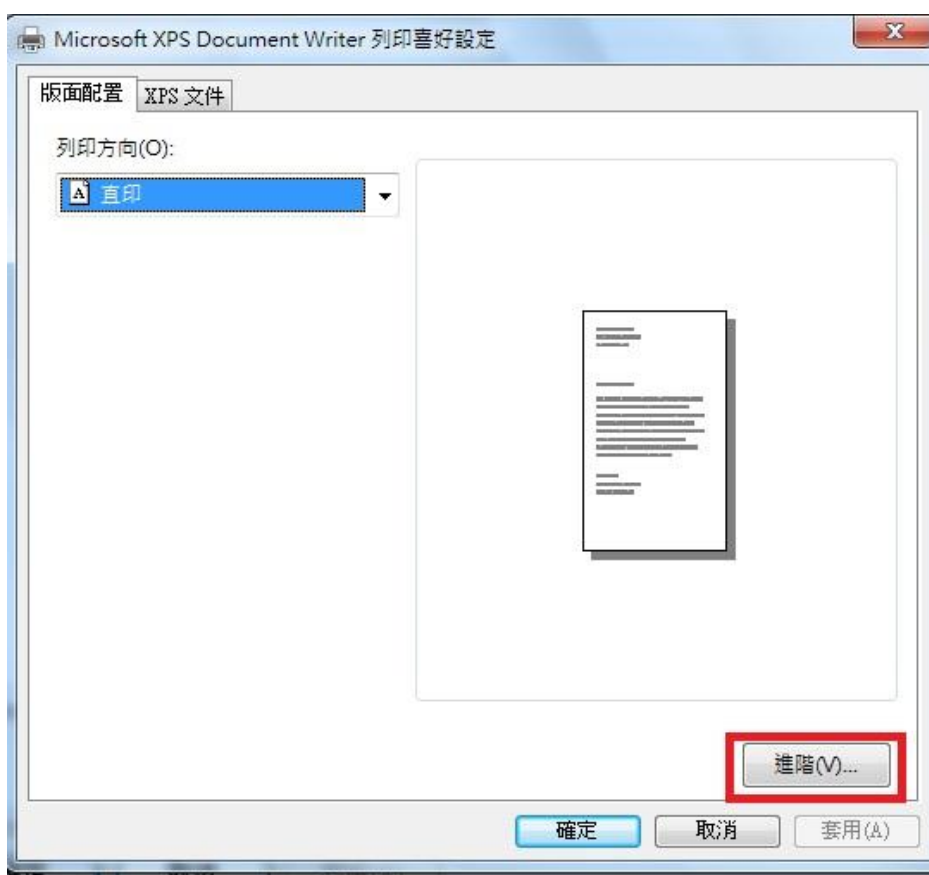 Microsoft XPS Document Writer 列印喜好設定
版面配置 XPS 文件
列印方向(O):
A 直印
進階(V)...
確定 取消 套用(A)